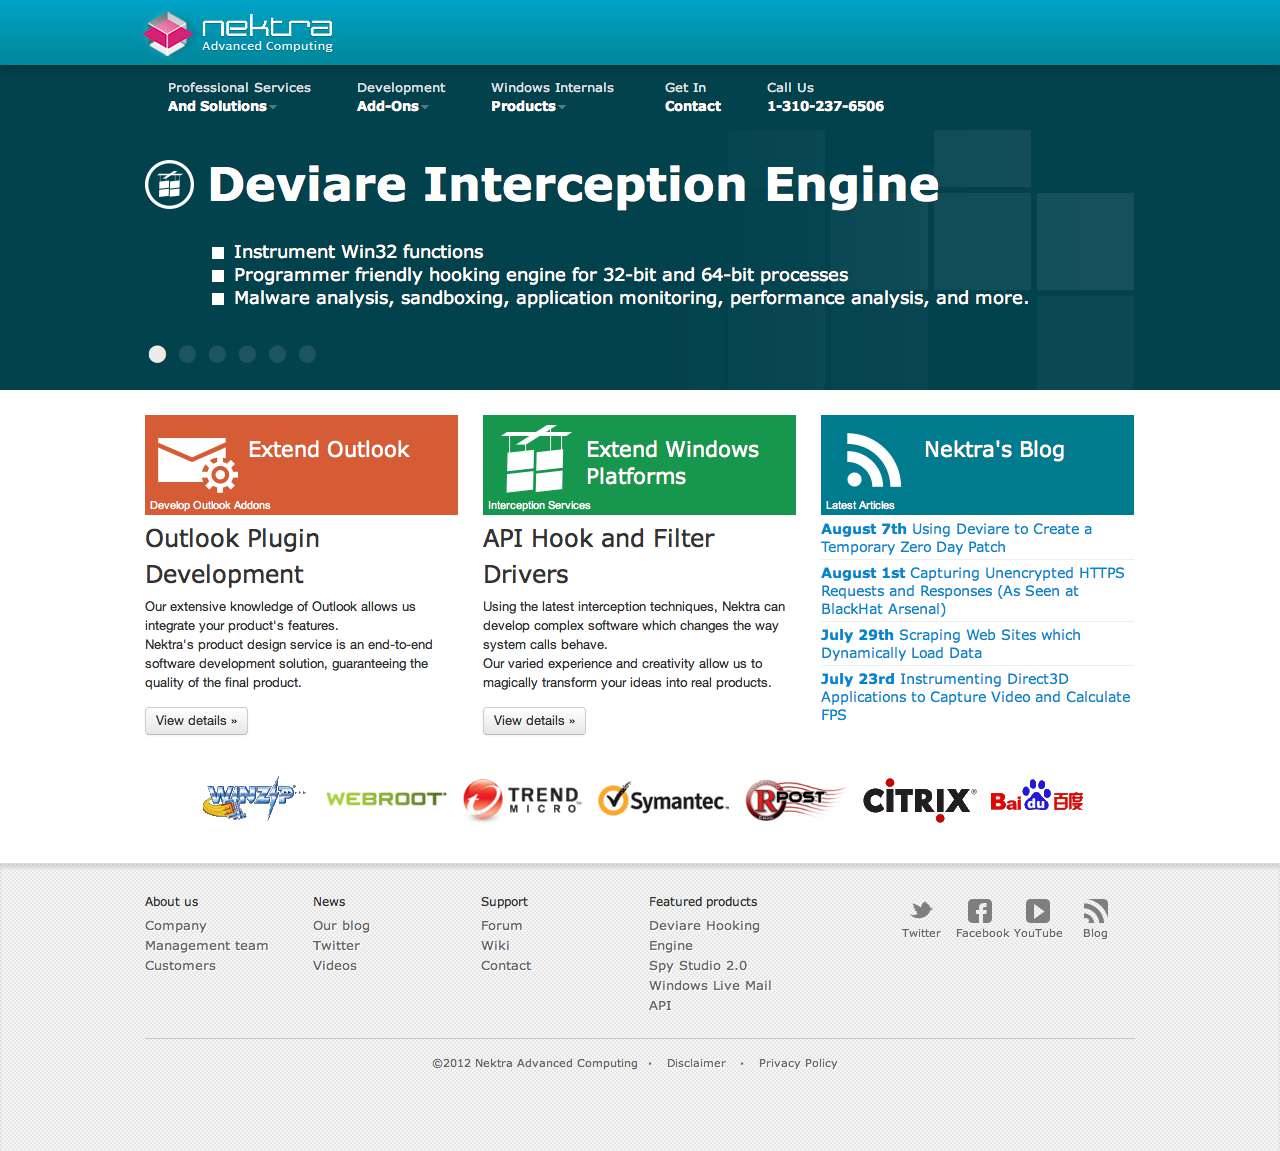 nektra
Advanced Computing
Professional Services
And Solutions
Development
Add-Ons
Windows Internals
Products
Get In
Contact
Call Us
1-310-237-6506
Deviare Interception Engine
Instrument Win32 functions
Programmer friendly hooking engine for 32-bit and 64-bit processes
Malware analysis, sandboxing, application monitoring, performance analysis, and more.
Extend Outlook
Develop Outlook Addons
Outlook Plugin
Development
Our extensive knowledge of Outlook allows us
integrate your product's features.
Nektra's product design service is an end-to-end
software development solution, guaranteeing the
quality of the final product.
View details »
Extend Windows
Platforms
Interception Services
API Hook and Filter
Drivers
Using the latest interception techniques, Nektra can
develop complex software which changes the way
system calls behave.
Our varied experience and creativity allow us to
magically transform your ideas into real products.
View details »
Nektra's Blog
Latest Articles
August 7th Using Deviare to Create a
Temporary Zero Day Patch
August 1st Capturing Unencrypted HTTPS
Requests and Responses (As Seen at
BlackHat Arsenal)
July 29th Scraping Web Sites which
Dynamically Load Data
July 23rd Instrumenting Direct3D
Applications to Capture Video and Calculate
FPS
WINZIP
WEBROOT
TREND
MICRO
Symantec.
RPOST
CITRIX
Bai du 百度
About us
Company
Management team
Customers
News
Our blog
Twitter
Videos
Support
Forum
Wiki
Contact
Featured products
Deviare Hooking
Engine
Spy Studio 2.0
Windows Live Mail
API
Twitter
Facebook
YouTube
Blog
©2012 Nektra Advanced Computing · Disclaimer · Privacy Policy